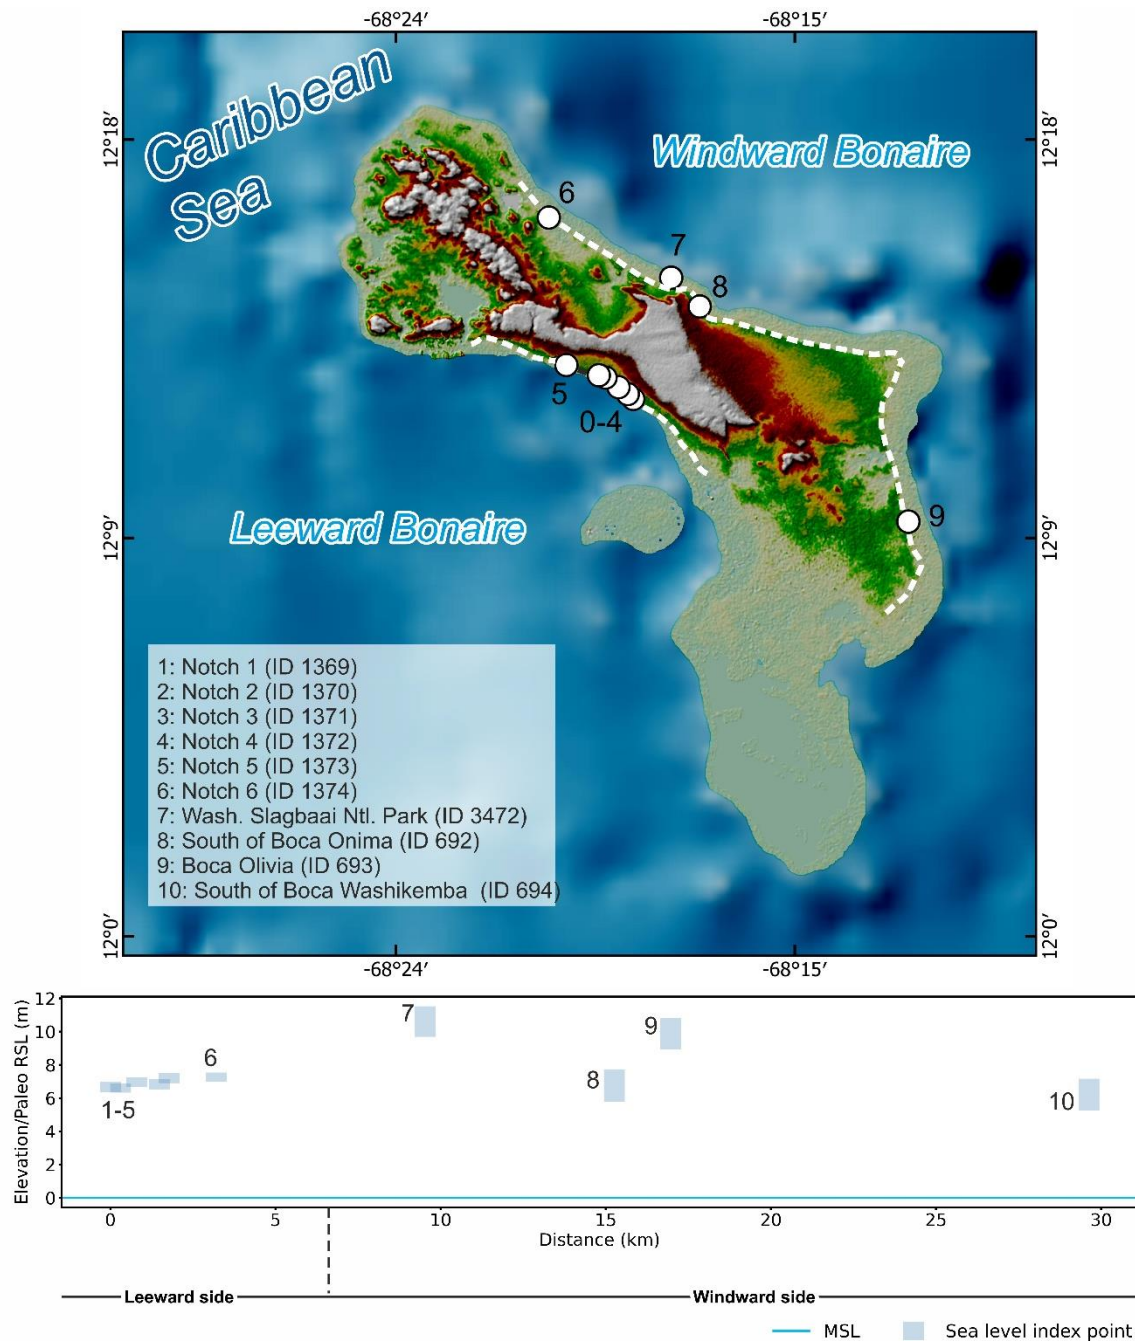 -68°24′ -68°15′
Caribbean
Sea
12°18′ 12°18′
Windward Bonaire
6
7
8
5
0-4
9
Leeward Bonaire
12°9′ 12°9′
1: Notch 1 (ID 1369)
2: Notch 2 (ID 1370)
3: Notch 3 (ID 1371)
4: Notch 4 (ID 1372)
5: Notch 5 (ID 1373)
6: Notch 6 (ID 1374)
7: Wash. Slagbaai Ntl. Park (ID 3472)
8: South of Boca Onima (ID 692)
9: Boca Olivia (ID 693)
10: South of Boca Washikemba (ID 694)
12°0′ 12°0′
-68°24′ -68°15′
Elevation/Paleo RSL (m)
12
10
8
6
4
2
0
7
9
6
8
1-5
10
0 5 10 15 20 25 30
Distance (km)
Leeward side Windward side
MSL Sea level index point